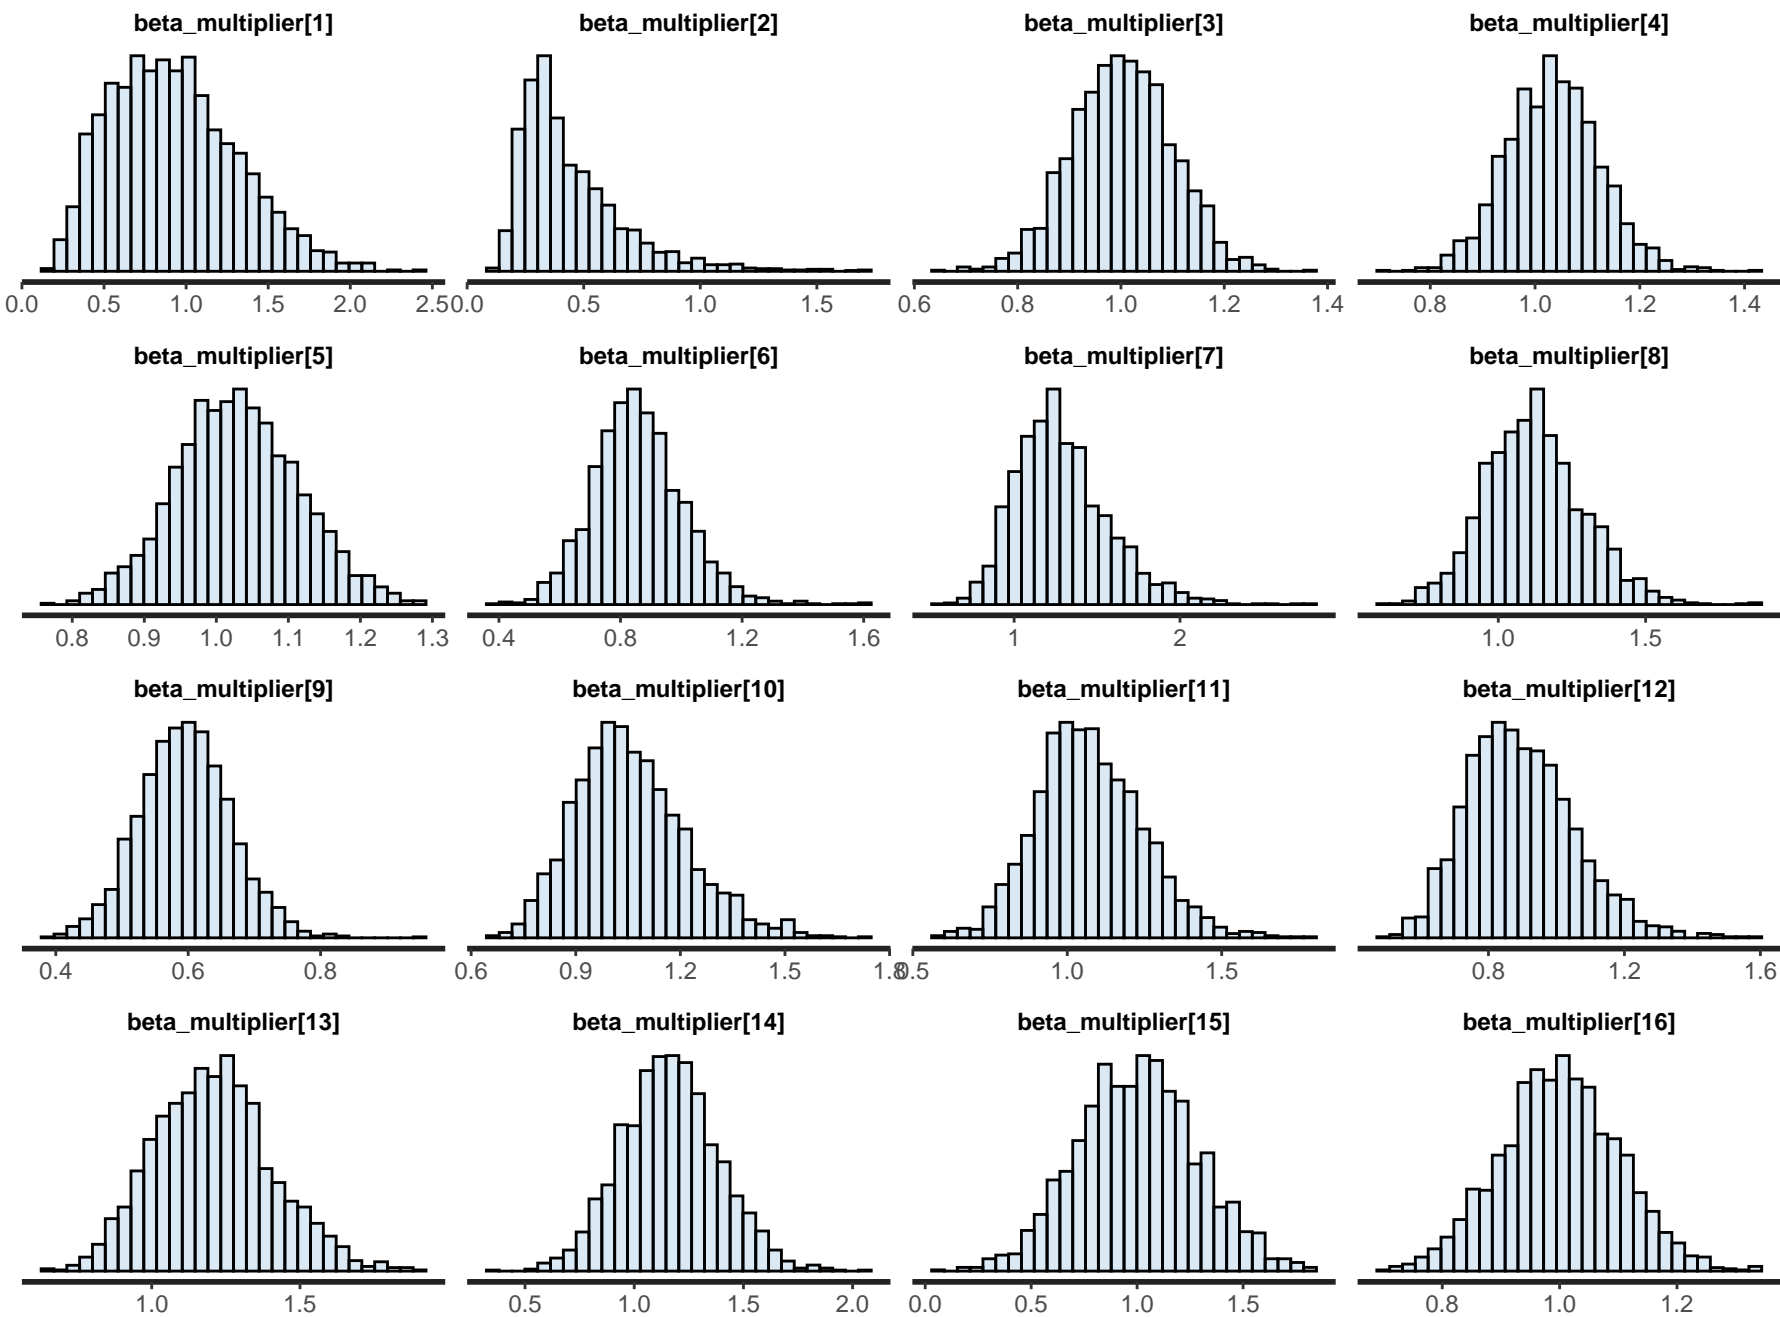 beta_multiplier[1] beta_multiplier[2] beta_multiplier[3] beta_multiplier[4]
0.0 0.5 1.0 1.5 2.0 2.5 0.0 0.5 1.0 1.5 0.6 0.8 1.0 1.2 1.4 0.8 1.0 1.2 1.4
beta_multiplier[5] beta_multiplier[6] beta_multiplier[7] beta_multiplier[8]
0.8 0.9 1.0 1.1 1.2 1.3 0.4 0.8 1.2 1.6 1 2 1.0 1.5
beta_multiplier[9] beta_multiplier[10] beta_multiplier[11] beta_multiplier[12]
0.4 0.6 0.8 0.6 0.9 1.2 1.5 1.8 0.5 1.0 1.5 0.8 1.2 1.6
beta_multiplier[13] beta_multiplier[14] beta_multiplier[15] beta_multiplier[16]
1.0 1.5 0.5 1.0 1.5 2.0 0.0 0.5 1.0 1.5 0.8 1.0 1.2